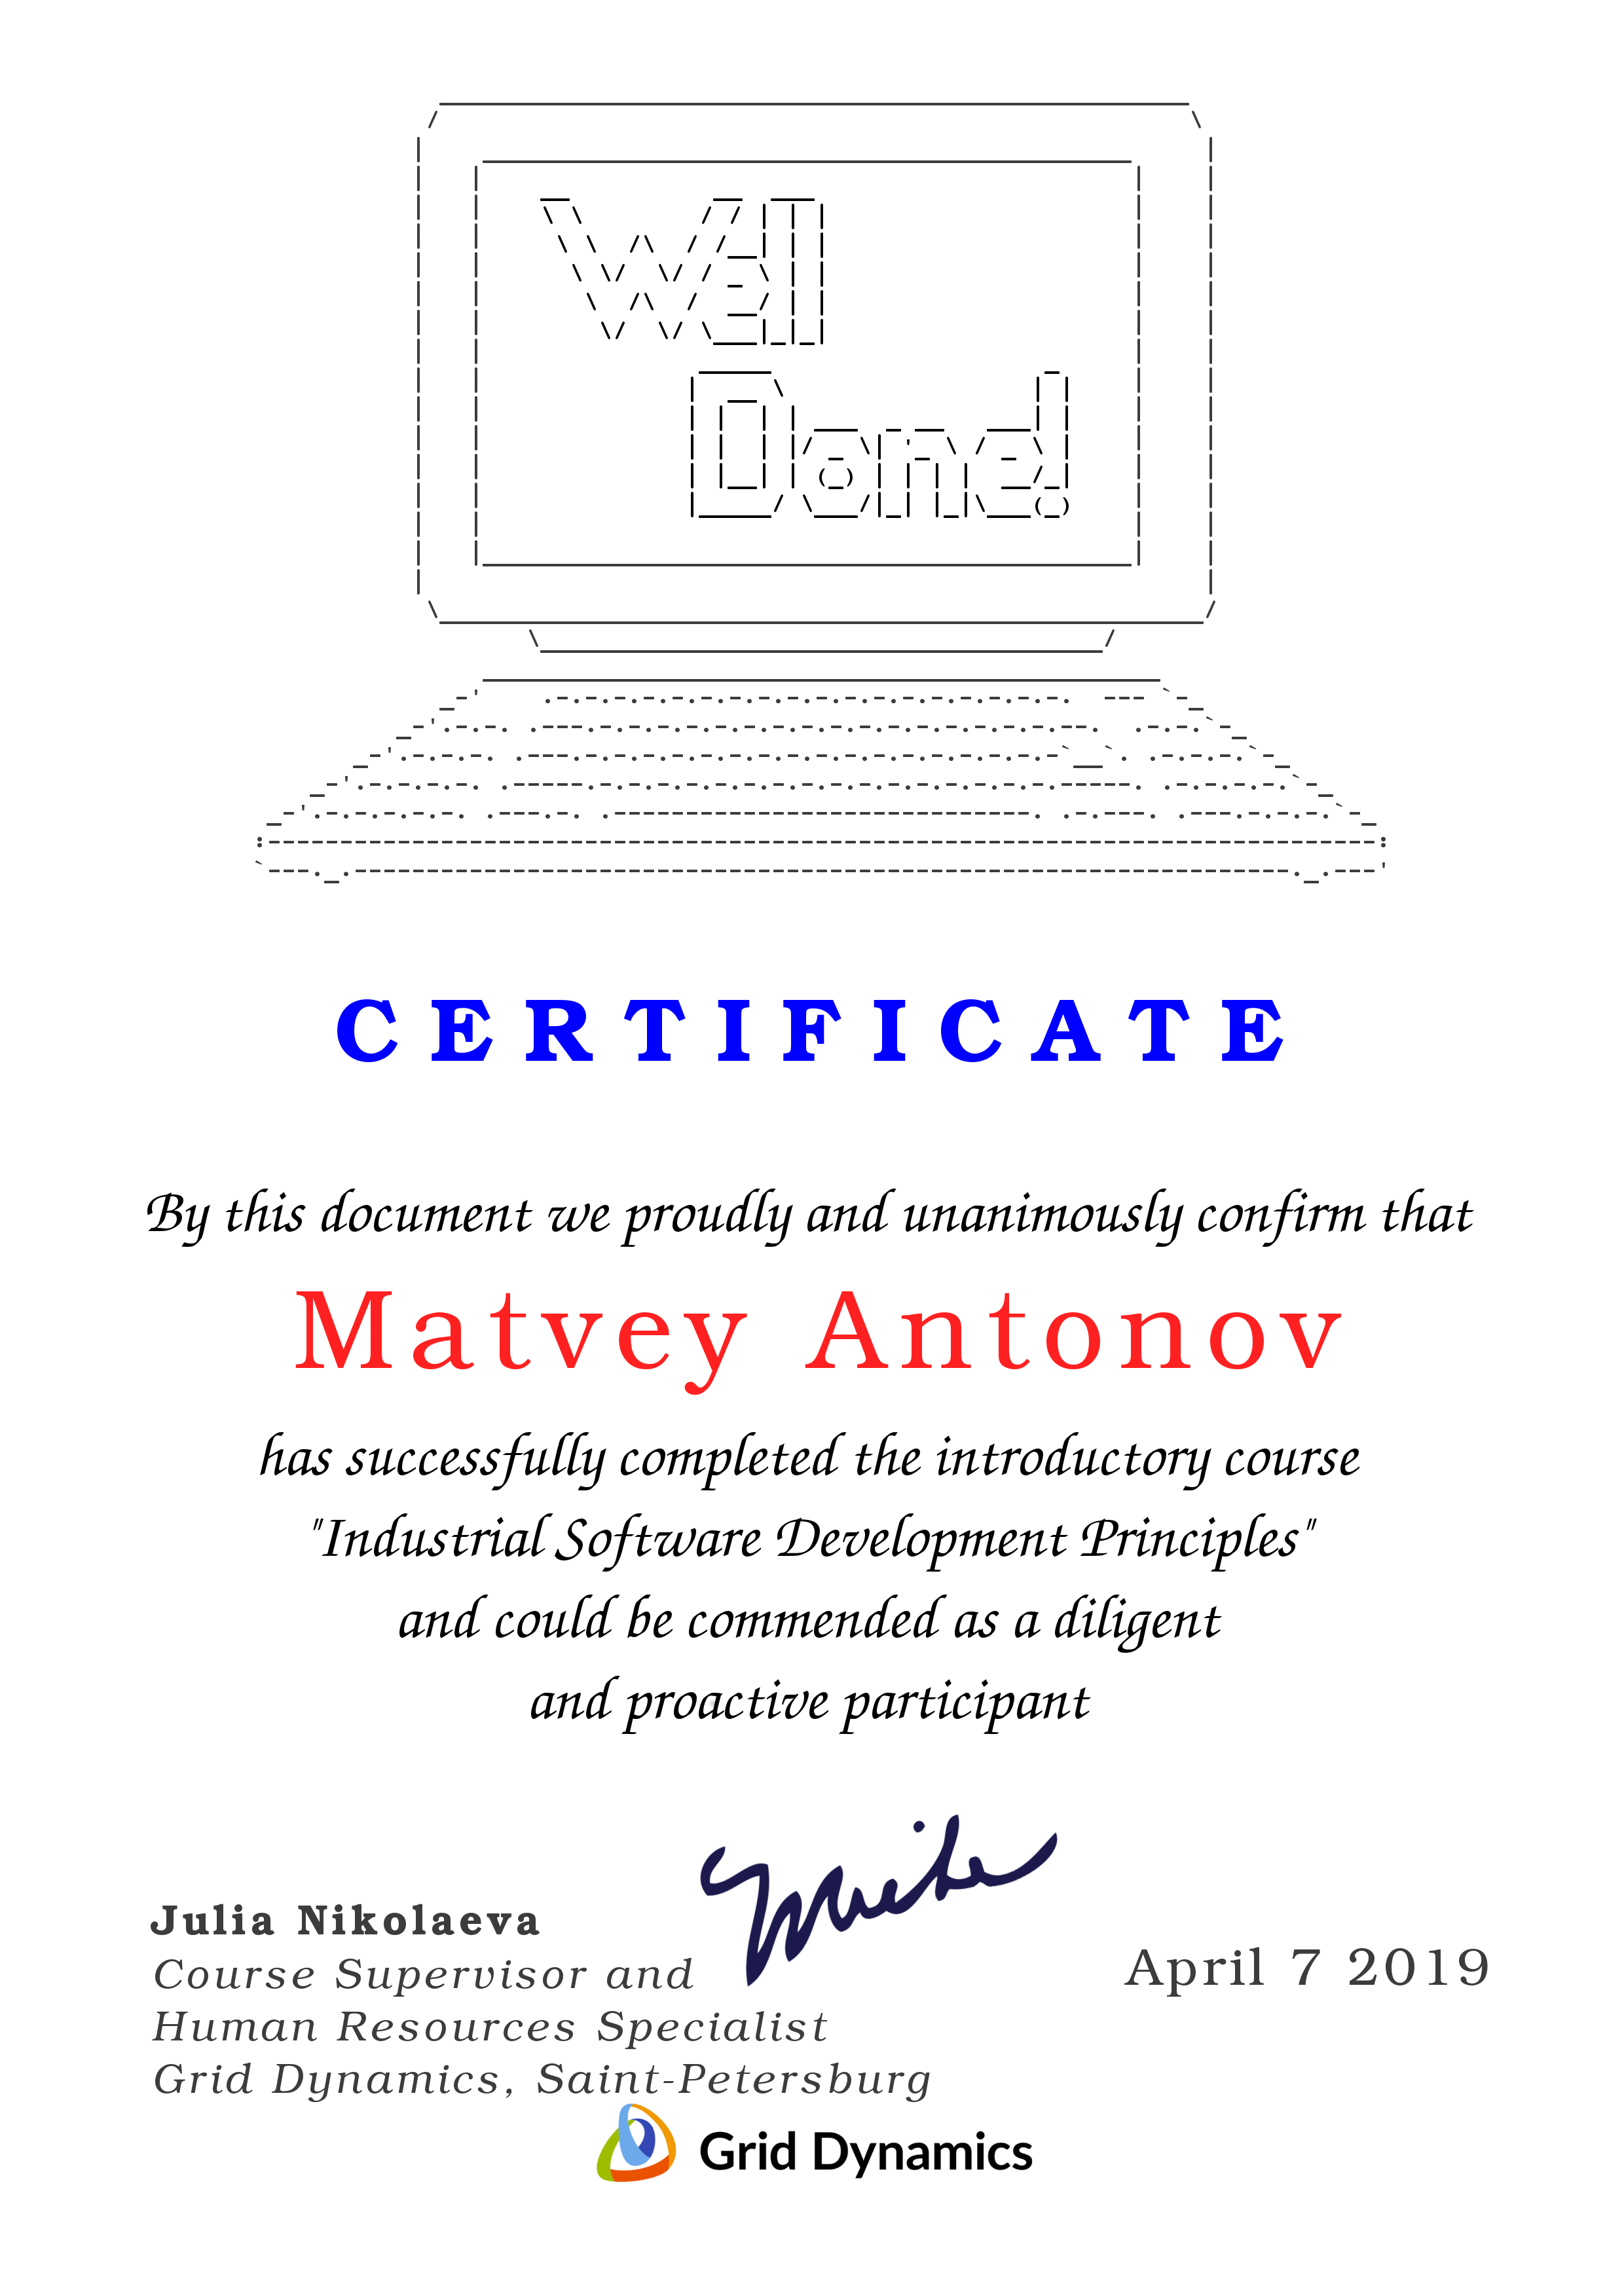 Well
Done!
CERTIFICATE
By this document we proudly and unanimously confirm that
Matvey Antonov
has successfully completed the introductory course
"Industrial Software Development Principles"
and could be commended as a diligent
and proactive participant
Julia Nikolaeva
Course Supervisor and
Human Resources Specialist
Grid Dynamics, Saint-Petersburg
April 7 2019
Grid Dynamics